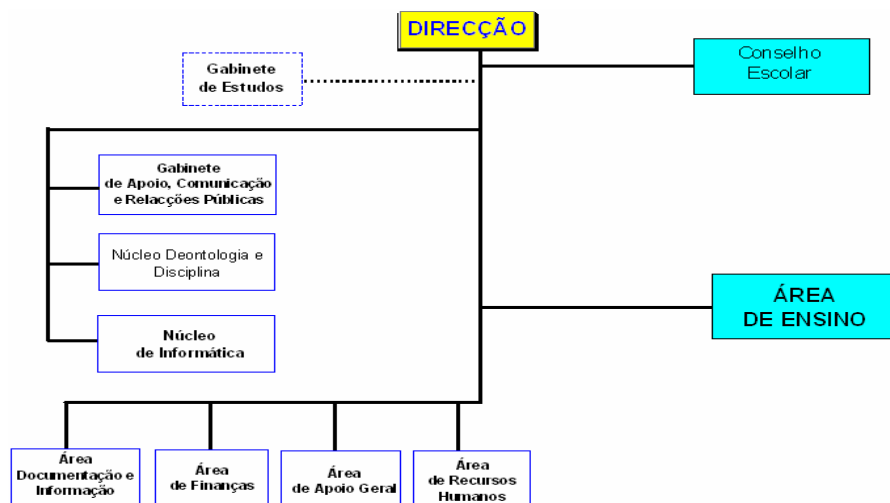 DIRECÇÃO
Gabinete
de Estudos
Conselho
Escolar
Gabinete
de Apoio, Comunicação
e Relacções Públicas
Núcleo Deontologia e
Disciplina
ÁREA
DE ENSINO
Núcleo
de Informática
Área
Documentação e
Informação
Área
de Finanças
Área
de Apoio Geral
Área
de Recursos
Humanos